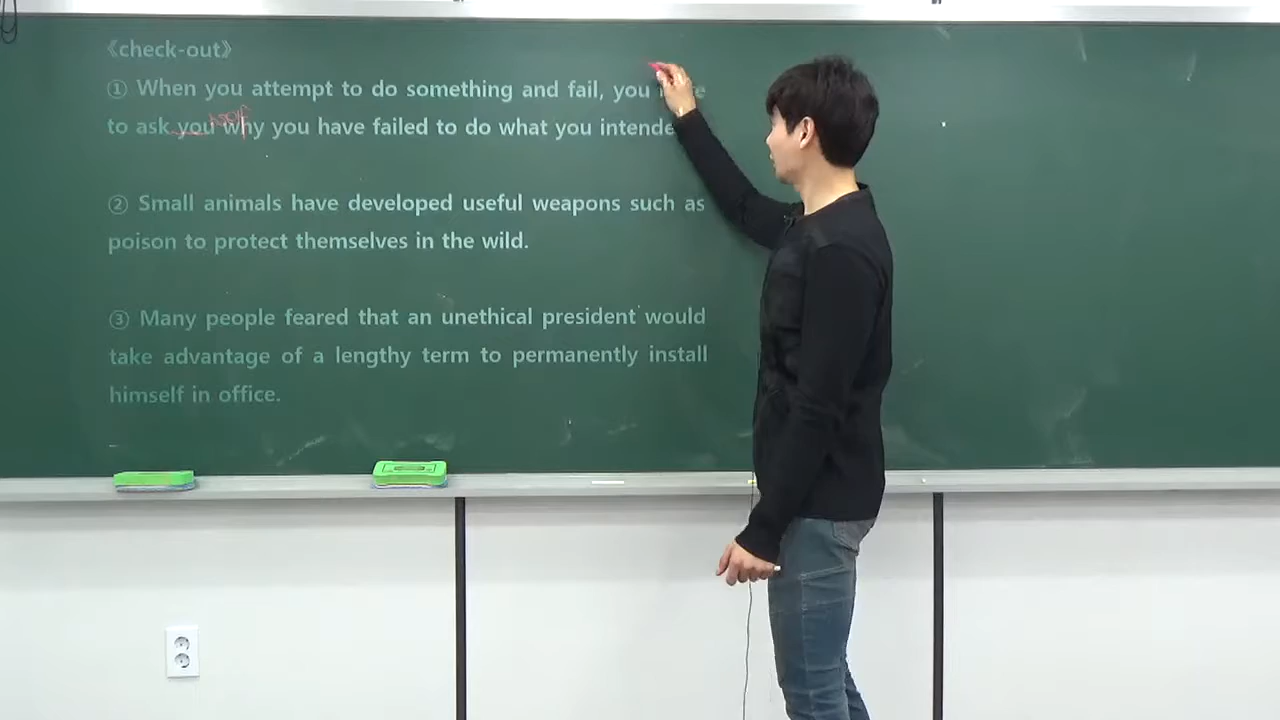 《check-out》
① When you attempt to do something and fail, you
to ask you why you have failed to do what you intende
② Small animals have developed useful weapons such as
poison to protect themselves in the wild.
③ Many people feared that an unethical president would
take advantage of a lengthy term to permanently install
himself in office.